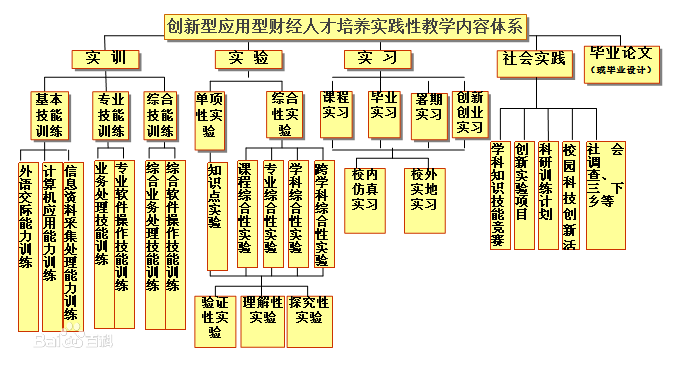 创新型应用型财经人才培养实践性教学内容体系
实 训
实 验
实 习
社会实践
毕业论文
（或毕业设计）
基本
技能
训练
专业
技能
训练
综合
技能
训练
单项
性实
验
综合
性实
验
课程
实习
毕业
实习
暑期
实习
创新
创业
实习
外语交际能力训练
计算机应用能力训练
信息资料采集处理能力训练
业务处理技能训练
专业软件操作技能训练
综合业务处理技能训练
综合软件操作技能训练
知识点实验
课程综合性实验
专业综合性实验
学科综合性实验
跨学科综合性实验
校内
仿真
实习
校外
实地
实习
学科知识技能竞赛
创新实验项目
科研训练计划
校园科技创新活
社 会
调查、
三 下
乡等
验证
性实
验
理解性
实验
探究性
实验
Bai百科